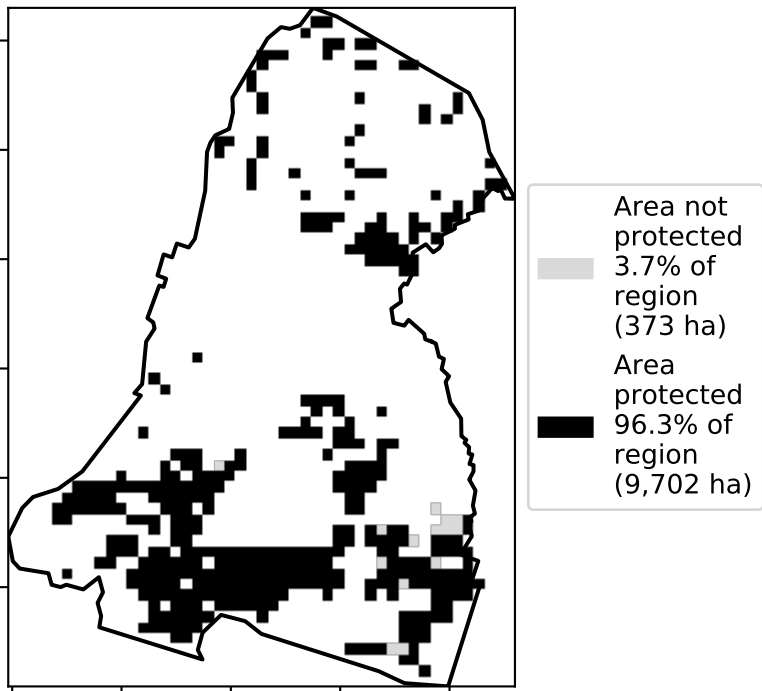 Area not
protected
3.7% of
region
(373 ha)
Area
protected
96.3% of
region
(9,702 ha)